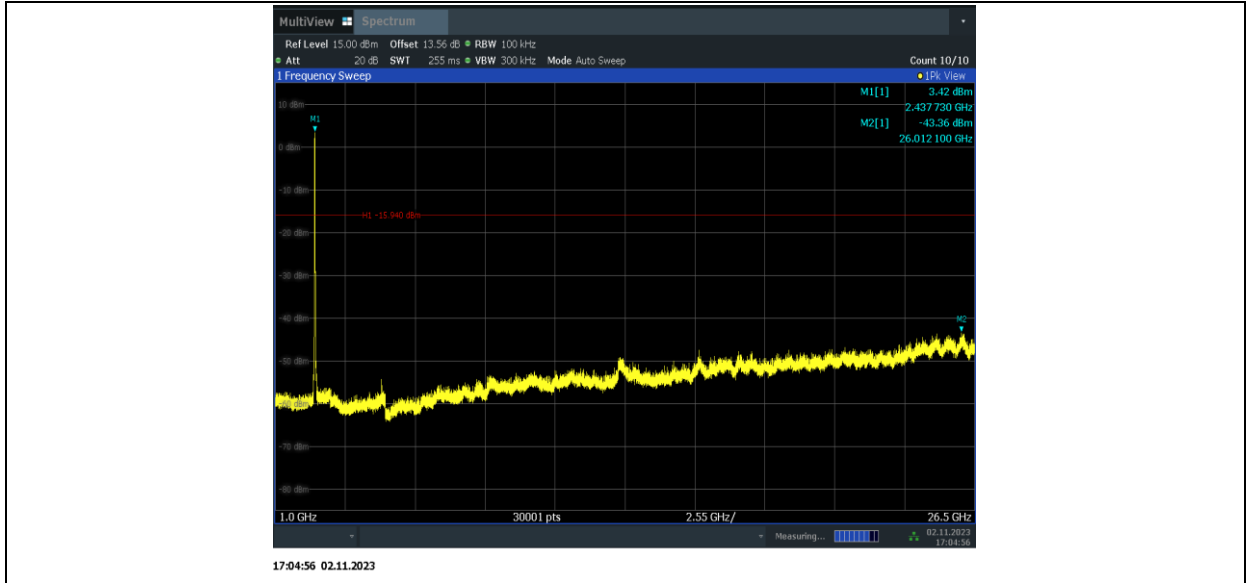 MultiView Spectrum
Ref Level 15.00 dBm Offset 13.56 dB RBW 100 kHz
Att 20 dB SWT 255 ms VBW 300 kHz Mode Auto Sweep Count 10/10
1 Frequency Sweep 1Pk View
M1[1] 3.42 dBm
2.437 730 GHz
M2[1] -43.36 dBm
26.012 100 GHz
10 dBm
M1
0 dBm
-10 dBm
H1 -15.940 dBm
-20 dBm
-30 dBm
-40 dBm
M2
-50 dBm
-60 dBm
-70 dBm
-80 dBm
1.0 GHz 30001 pts 2.55 GHz/ 26.5 GHz
Measuring... 02.11.2023
17:04:56
17:04:56 02.11.2023